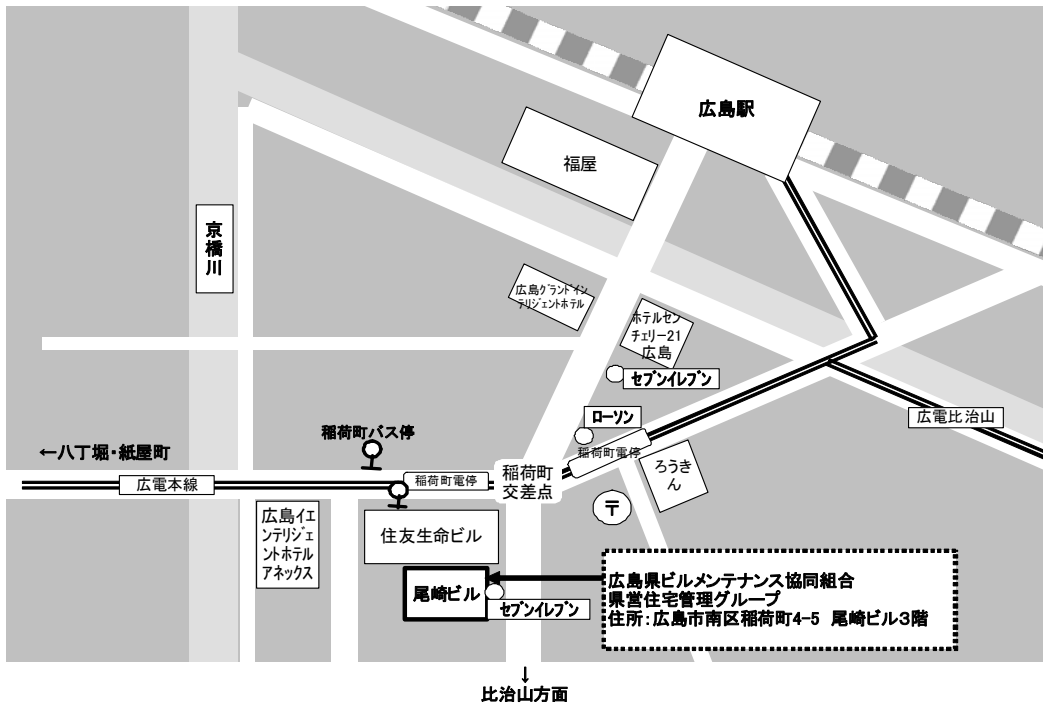 広島駅
福屋
京
橋
川
広島グランドイン
テリジェントホテル
ホテルセン
チェリー21
広島
セブンイレブン
ローソン
広電比治山
稲荷町バス停
←八丁堀・紙屋町
稲荷町電停
ろうき
ん
広電本線
稲荷町電停
稲荷町
交差点
〒
広島イエ
ンテリジェ
ントホテル
アネックス
住友生命ビル
尾崎ビル
セブンイレブン
広島県ビルメンテナンス協同組合
県営住宅管理グループ
住所：広島市南区稲荷町4-5 尾崎ビル3階
↓
比治山方面